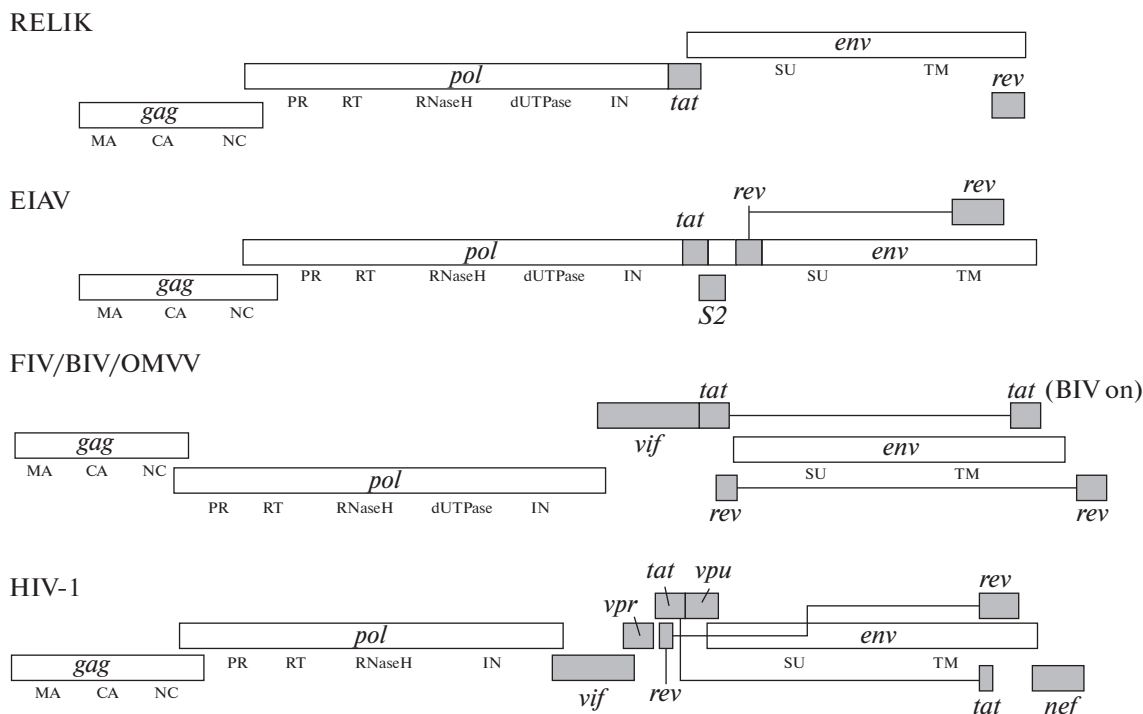 RELIK
env
pol
SU TM
rev
PR RT RNaseH dUTPase IN
tat
gag
MA CA NC
EIAV
rev
rev
tat
pol
env
PR RT RNaseH dUTPase IN
SU TM
gag
S2
MA CA NC
FIV/BIV/OMVV
tat
tat (BIV on)
vif
gag
env
MA CA NC
SU TM
pol
rev
rev
PR RT RNaseH dUTPase IN
HIV-1
tat vpu
rev
vpr
pol
env
PR RT RNaseH IN
SU TM
gag
vif
rev
MA CA NC
tat
nef